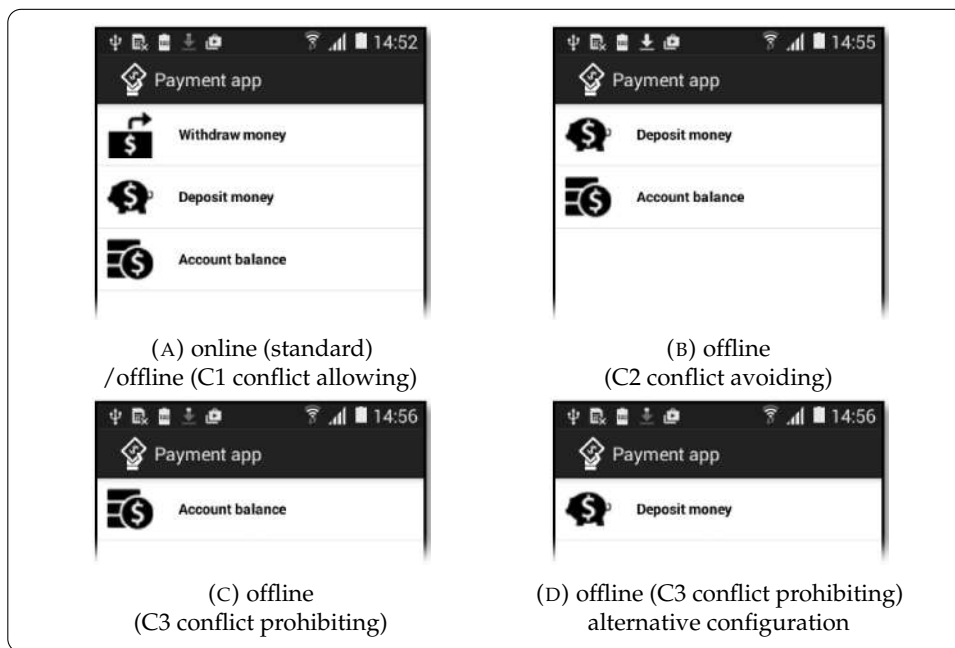 14:52
Payment app
Withdraw money
Deposit money
Account balance
(A) online (standard)
/offline (C1 conflict allowing)
14:55
Payment app
Deposit money
Account balance
(B) offline
(C2 conflict avoiding)
14:56
Payment app
Account balance
(C) offline
(C3 conflict prohibiting)
14:56
Payment app
Deposit money
(D) offline (C3 conflict prohibiting)
alternative configuration